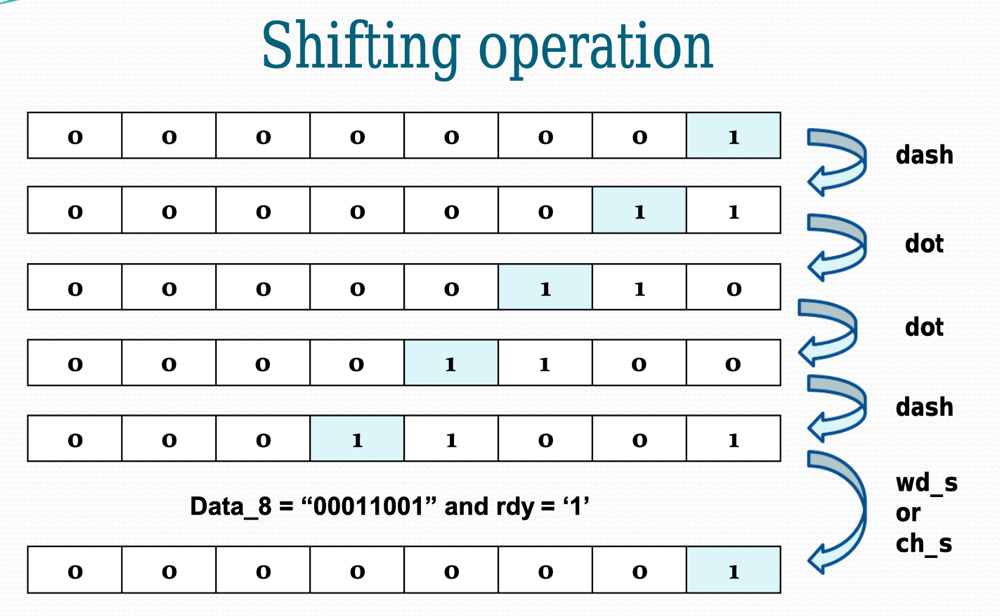 Shifting operation
0 0 0 0 0 0 0 1
dash
0 0 0 0 0 0 1 1
dot
0 0 0 0 0 1 1 0
dot
0 0 0 0 1 1 0 0
dash
0 0 0 1 1 0 0 1
wd_s
or
ch_s
Data_8 = “00011001” and rdy = ‘1’
0 0 0 0 0 0 0 1